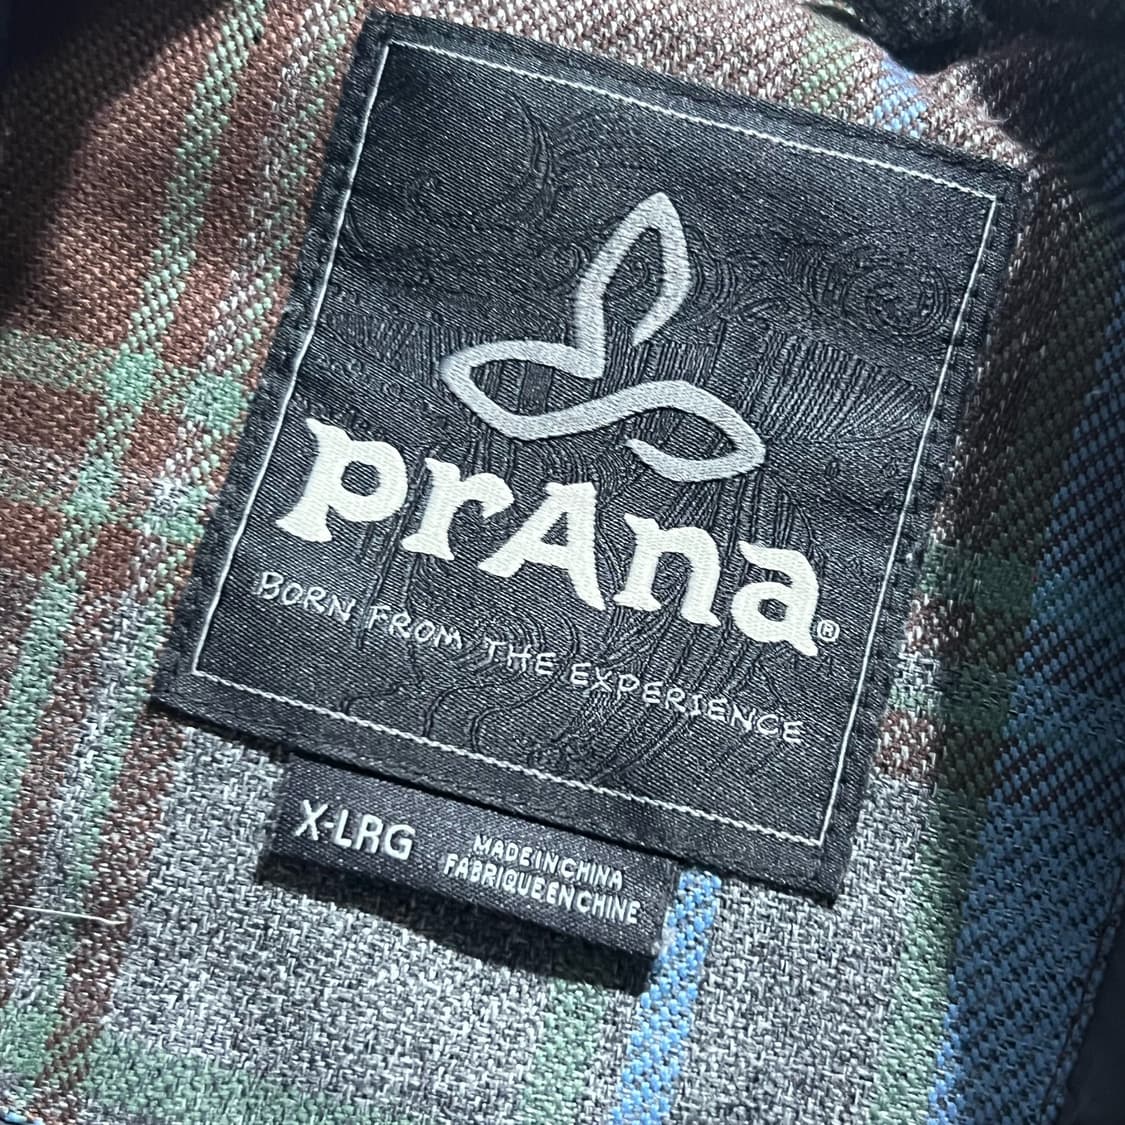 prAna®
BORN FROM THE EXPERIENCE
X-LRG
MADE IN CHINA
FABRIQUE EN CHINE